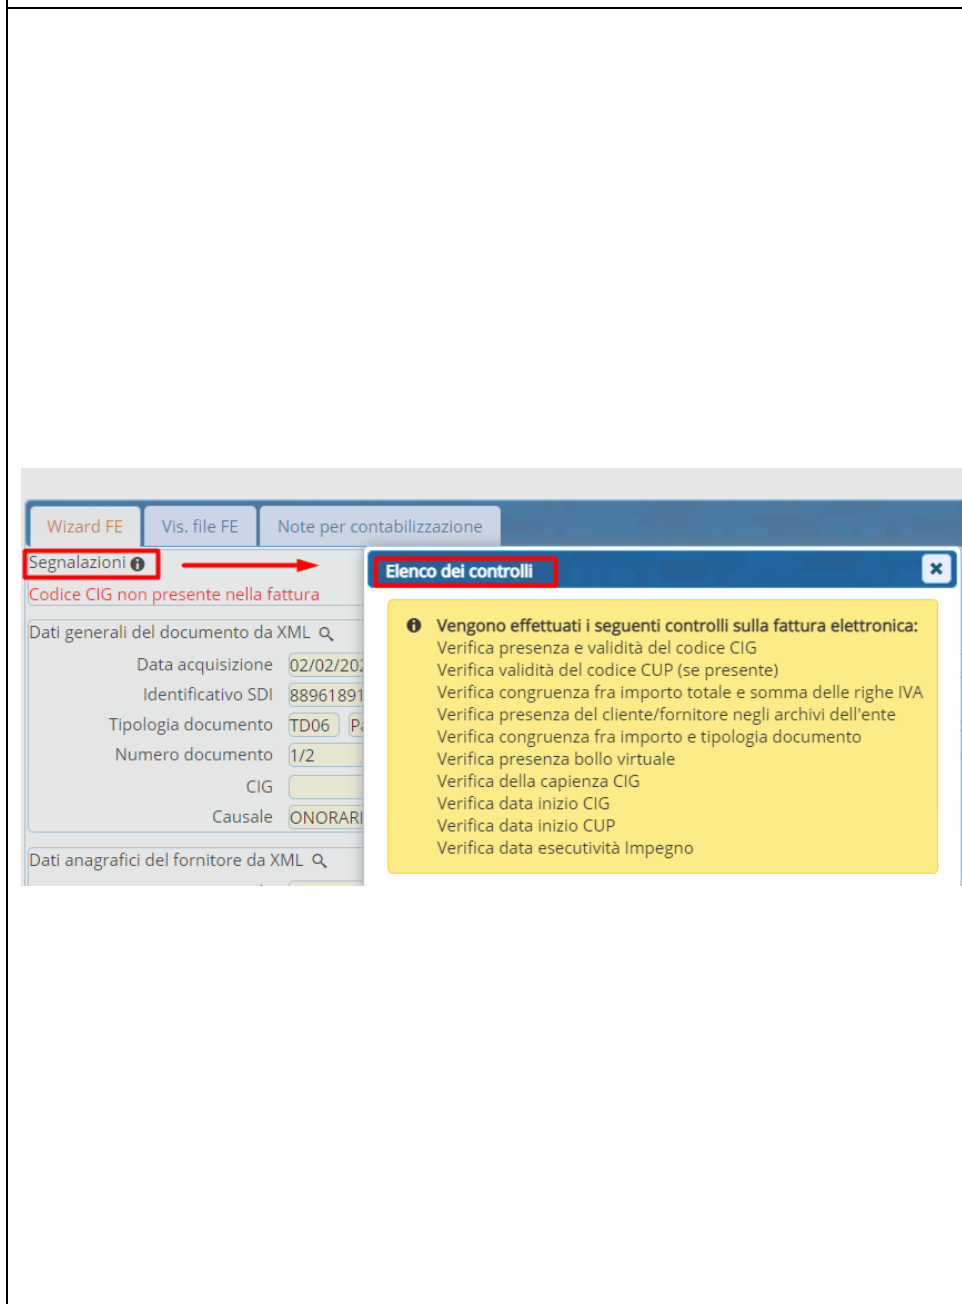 Wizard FE Vis. file FE Note per contabilizzazione
Segnalazioni
Codice CIG non presente nella fattura
Dati generali del documento da XML
Data acquisizione 02/02/202
Identificativo SDI 88961891
Tipologia documento TD06
Numero documento 1/2
CIG
Causale ONORARI
Dati anagrafici del fornitore da XML
Elenco dei controlli
Vengono effettuati i seguenti controlli sulla fattura elettronica:
Verifica presenza e validità del codice CIG
Verifica validità del codice CUP (se presente)
Verifica congruenza fra importo totale e somma delle righe IVA
Verifica presenza del cliente/fornitore negli archivi dell'ente
Verifica congruenza fra importo e tipologia documento
Verifica presenza bollo virtuale
Verifica della capienza CIG
Verifica data inizio CIG
Verifica data inizio CUP
Verifica data esecutività Impegno